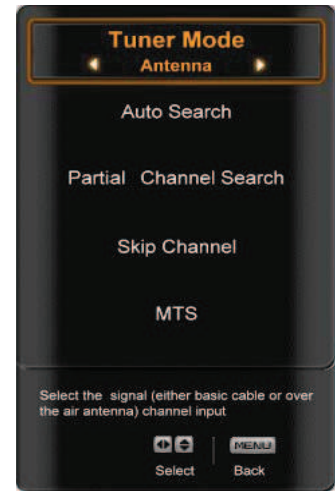 Tuner Mode
Antenna
Auto Search
Partial Channel Search
Skip Channel
MTS
Select the signal (either basic cable or over
the air antenna) channel input
MENU
Select Back